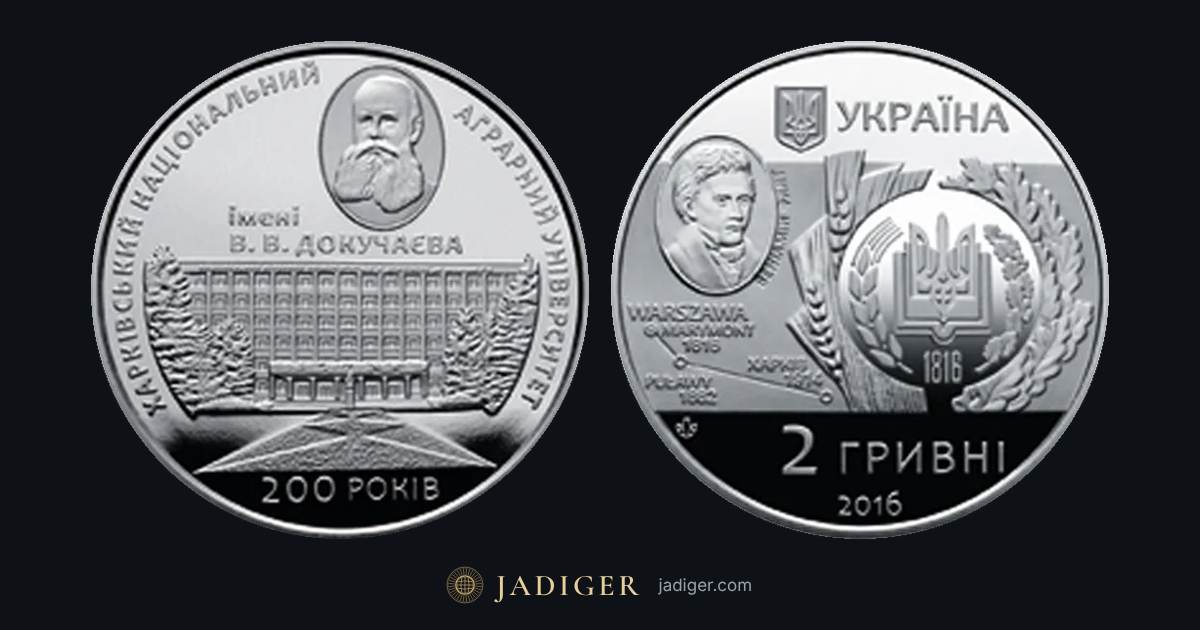 ХАРКІВСЬКИЙ НАЦІОНАЛЬНИЙ АГРАРНИЙ УНІВЕРСИТЕТ
імені
В. В. ДОКУЧАЄВА
200 РОКІВ
УКРАЇНА
WARSZAWA
MARYMONT
1816
ХАРКІВ
1914
PUŁAWY
1862
1816
2 ГРИВНІ
2016
JADIGER jadiger.com